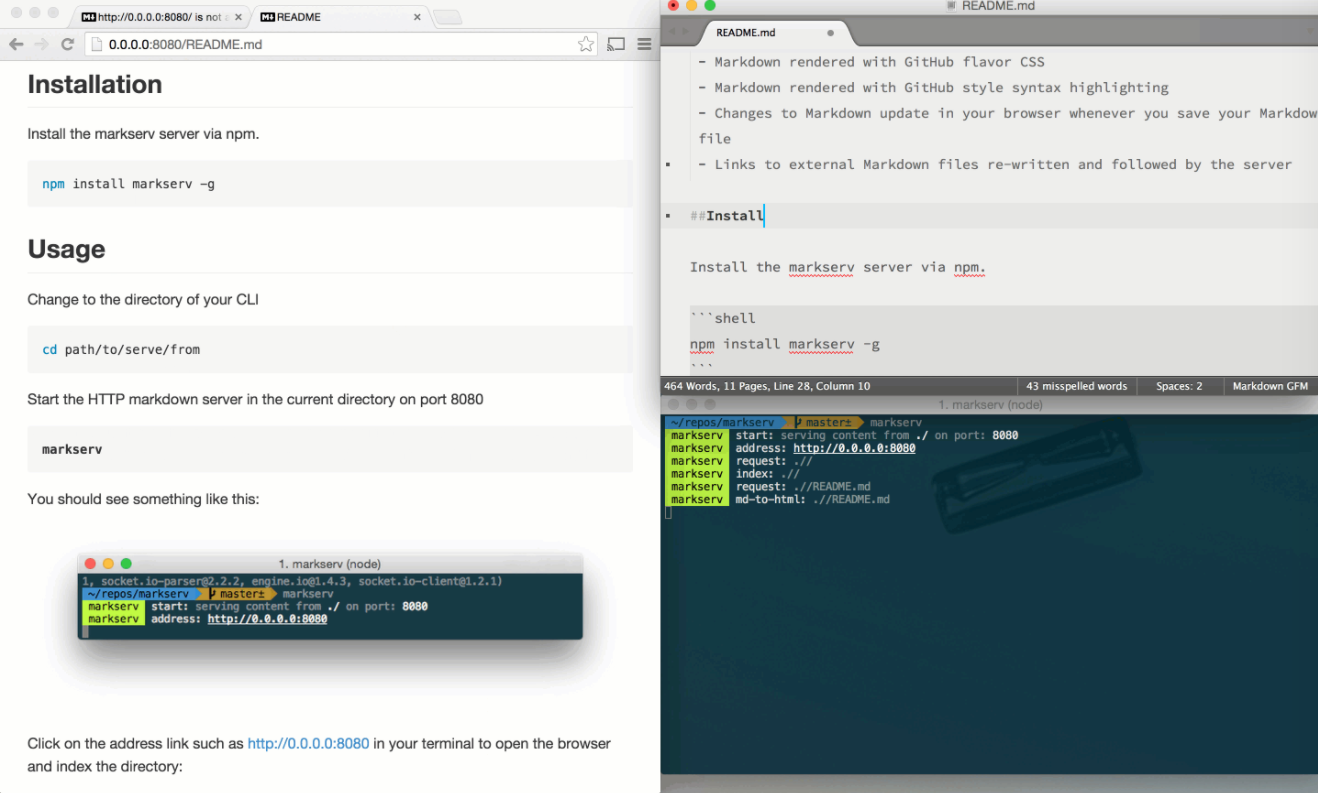 http://0.0.0.0:8080/ is not a
README
0.0.0.0:8080/README.md
Installation
Install the markserv server via npm.
npm install markserv -g
Usage
Change to the directory of your CLI
cd path/to/serve/from
Start the HTTP markdown server in the current directory on port 8080
markserv
You should see something like this:
1. markserv (node)
1, socket.io-parser@2.2.2, engine.io@1.4.3, socket.io-client@1.2.1)
~/repos/markserv master± markserv
markserv start: serving content from ./ on port: 8080
markserv address: http://0.0.0.0:8080
Click on the address link such as http://0.0.0.0:8080 in your terminal to open the browser
and index the directory:
README.md
README.md
- Markdown rendered with GitHub flavor CSS
- Markdown rendered with GitHub style syntax highlighting
- Changes to Markdown update in your browser whenever you save your Markdow
file
- Links to external Markdown files re-written and followed by the server
##Install
Install the markserv server via npm.
```shell
npm install markserv -g
```
464 Words, 11 Pages, Line 28, Column 10
43 misspelled words
Spaces: 2
Markdown GFM
1. markserv (node)
~/repos/markserv master± markserv
markserv start: serving content from ./ on port: 8080
markserv address: http://0.0.0.0:8080
markserv request: .//
markserv index: .//
markserv request: .//README.md
markserv md-to-html: .//README.md